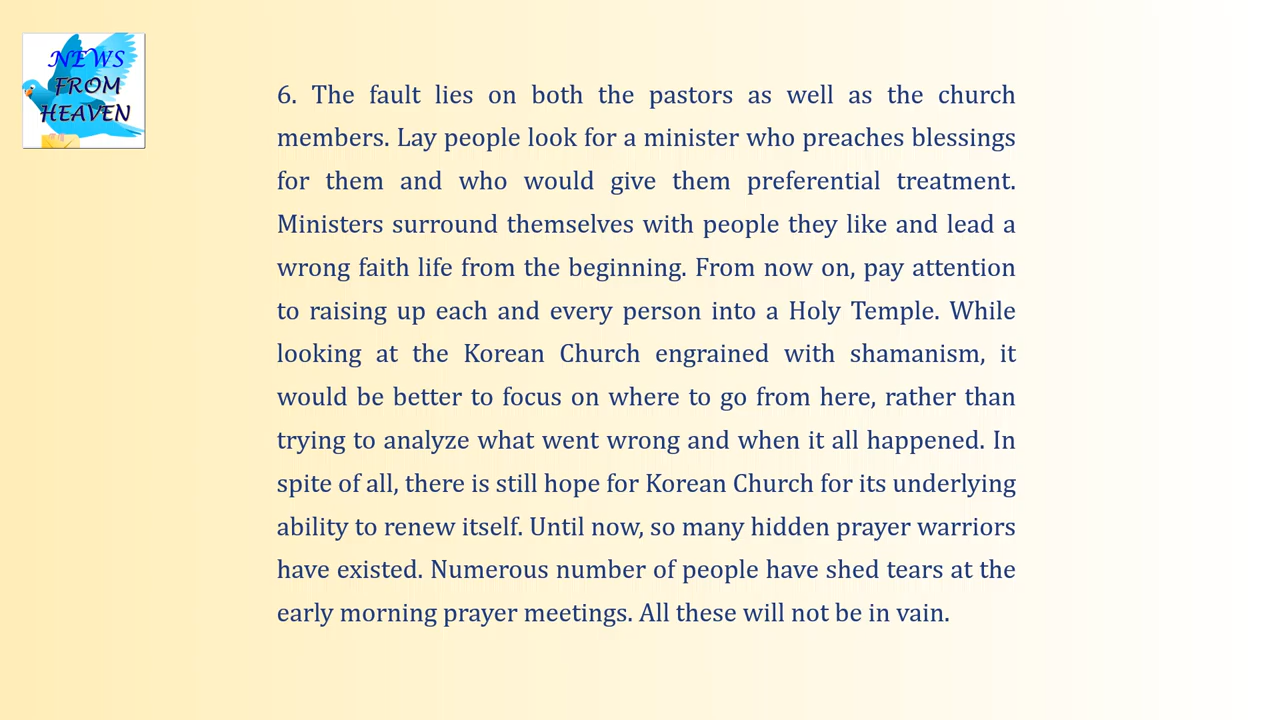 NEWS
FROM
HEAVEN
6. The fault lies on both the pastors as well as the church
members. Lay people look for a minister who preaches blessings
for them and who would give them preferential treatment.
Ministers surround themselves with people they like and lead a
wrong faith life from the beginning. From now on, pay attention
to raising up each and every person into a Holy Temple. While
looking at the Korean Church engrained with shamanism, it
would be better to focus on where to go from here, rather than
trying to analyze what went wrong and when it all happened. In
spite of all, there is still hope for Korean Church for its underlying
ability to renew itself. Until now, so many hidden prayer warriors
have existed. Numerous number of people have shed tears at the
early morning prayer meetings. All these will not be in vain.